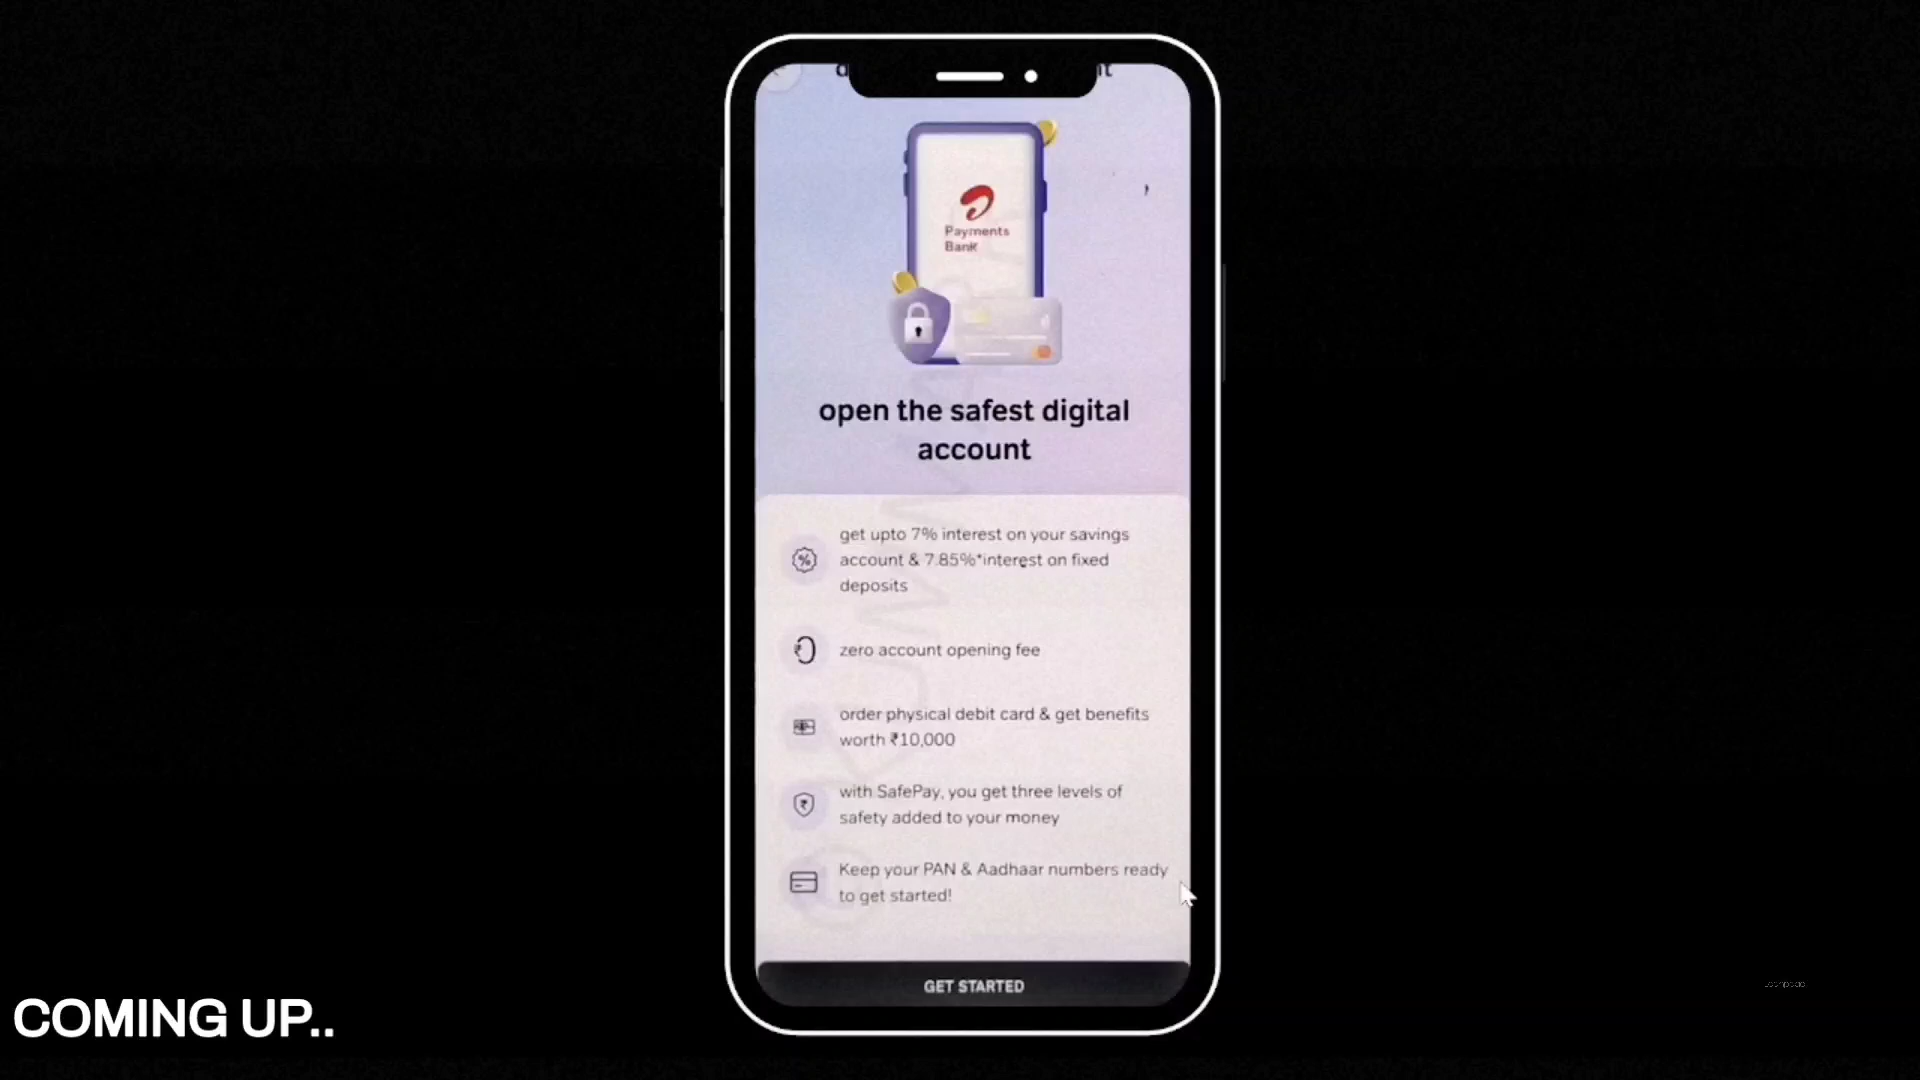 Payments
Bank
open the safest digital
account
get upto 7% interest on your savings
account & 7.85%*interest on fixed
deposits
zero account opening fee
order physical debit card & get benefits
worth ₹10,000
with SafePay, you get three levels of
safety added to your money
Keep your PAN & Aadhaar numbers ready
to get started!
GET STARTED
COMING UP..